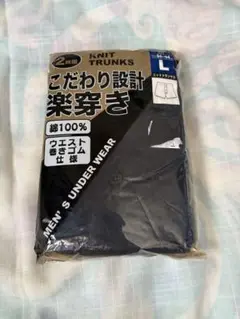 2枚組
KNIT
TRUNKS
L
こだわり設計
楽穿き
綿100%
ウエスト
巻きゴム
仕様
MEN'S UNDER WEAR